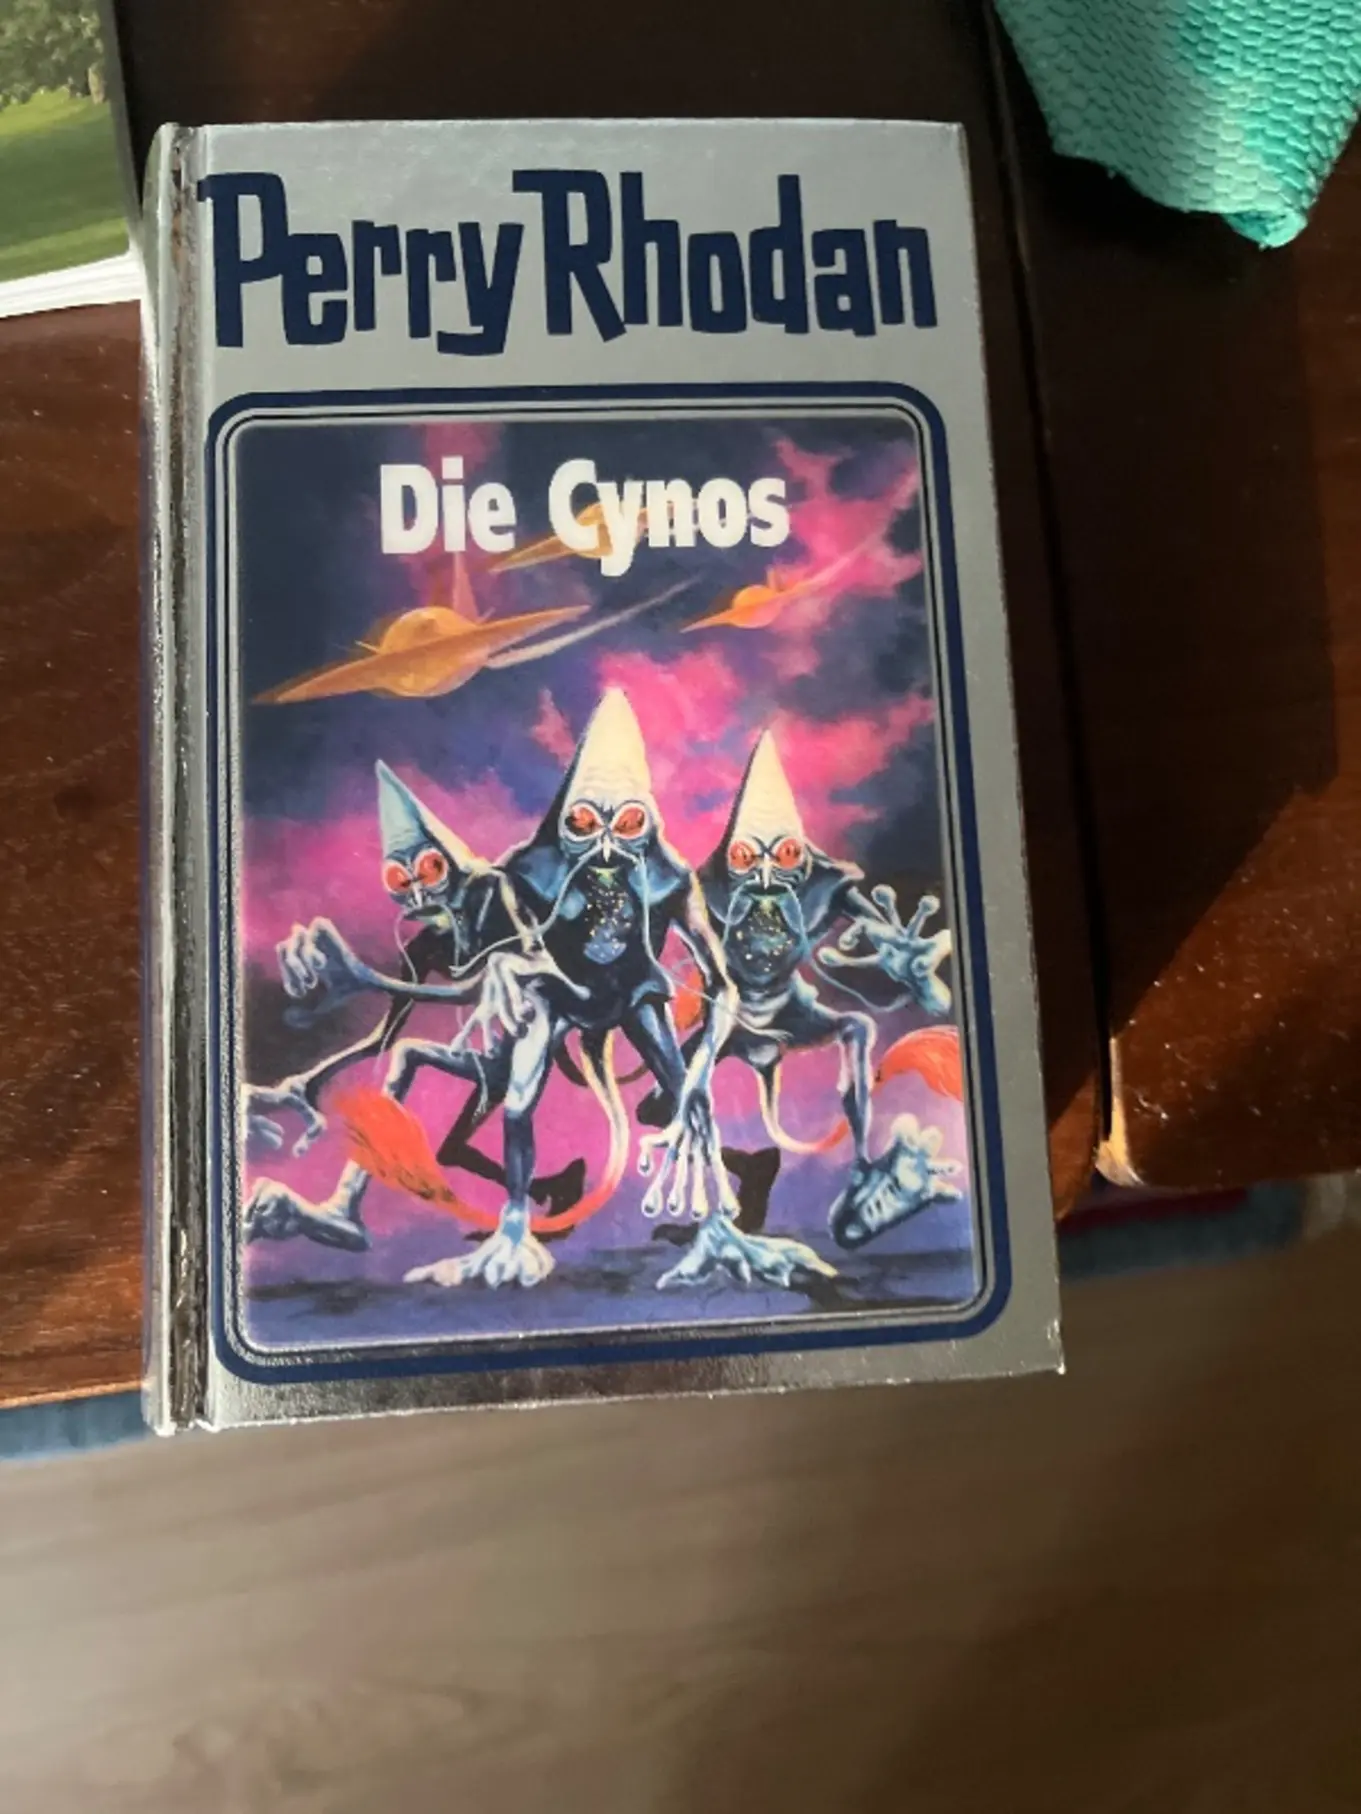 Perry Rhodan
Die Cynos